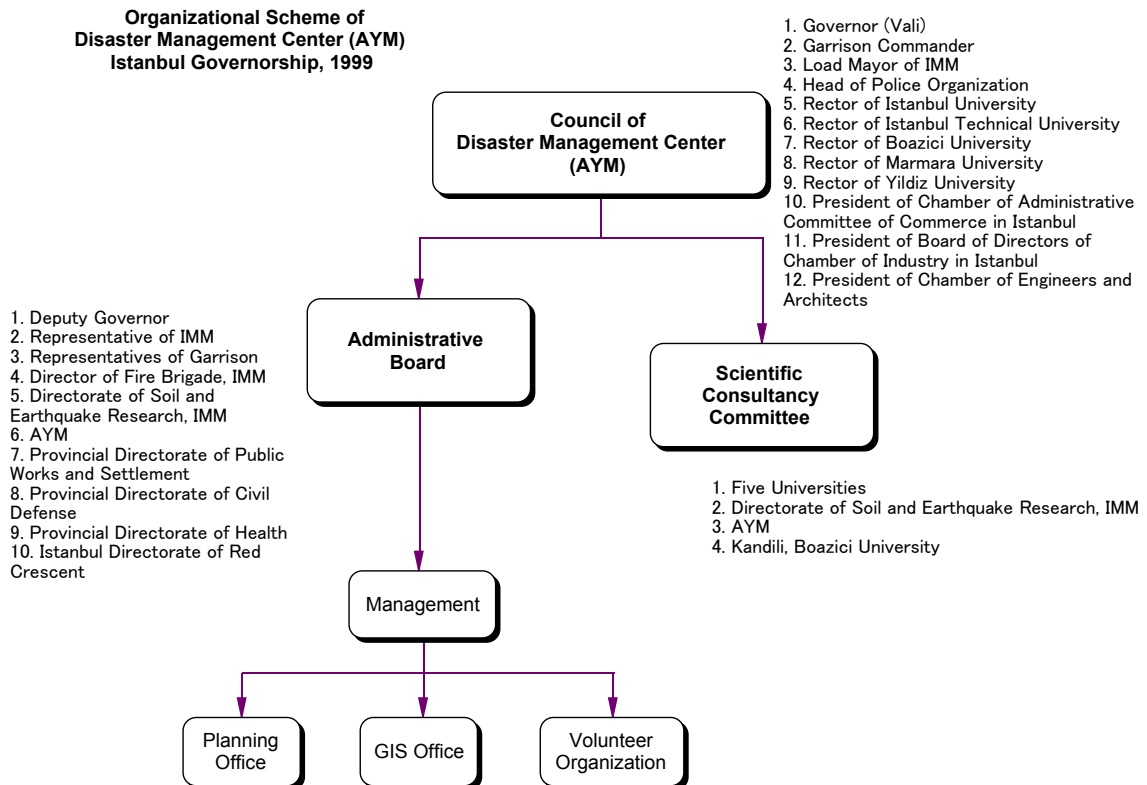 Organizational Scheme of
Disaster Management Center (AYM)
Istanbul Governorship, 1999
1. Governor (Vali)
2. Garrison Commander
3. Load Mayor of IMM
4. Head of Police Organization
5. Rector of Istanbul University
6. Rector of Istanbul Technical University
7. Rector of Boazici University
8. Rector of Marmara University
9. Rector of Yildiz University
10. President of Chamber of Administrative
Committee of Commerce in Istanbul
11. President of Board of Directors of
Chamber of Industry in Istanbul
12. President of Chamber of Engineers and
Architects
Council of
Disaster Management Center
(AYM)
1. Deputy Governor
2. Representative of IMM
3. Representatives of Garrison
4. Director of Fire Brigade, IMM
5. Directorate of Soil and
Earthquake Research, IMM
6. AYM
7. Provincial Directorate of Public
Works and Settlement
8. Provincial Directorate of Civil
Defense
9. Provincial Directorate of Health
10. Istanbul Directorate of Red
Crescent
Administrative
Board
Scientific
Consultancy
Committee
1. Five Universities
2. Directorate of Soil and Earthquake Research, IMM
3. AYM
4. Kandili, Boazici University
Management
Planning
Office
GIS Office
Volunteer
Organization